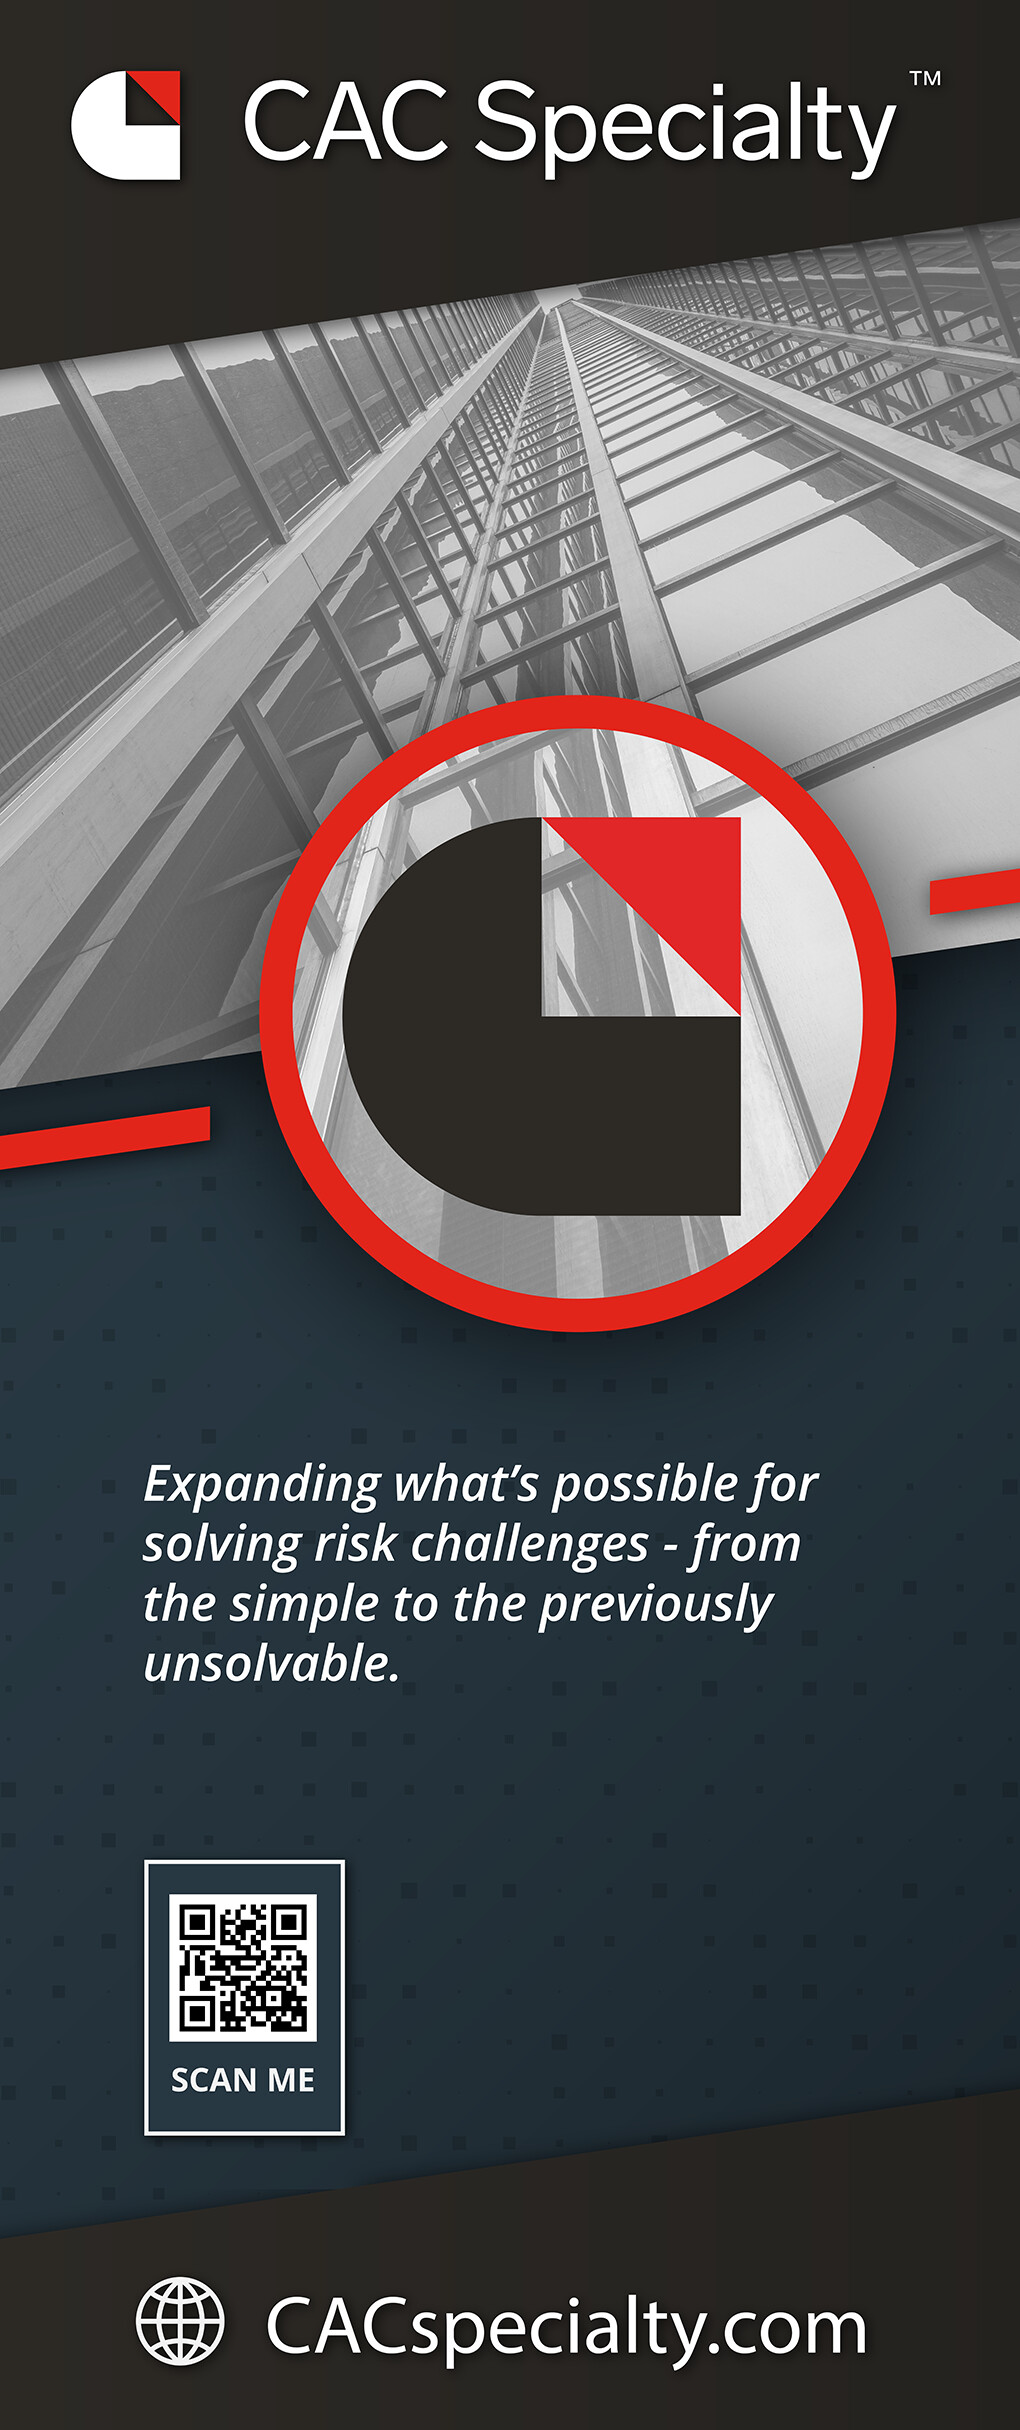 CAC Specialty™
Expanding what’s possible for
solving risk challenges - from
the simple to the previously
unsolvable.
SCAN ME
CACspecialty.com